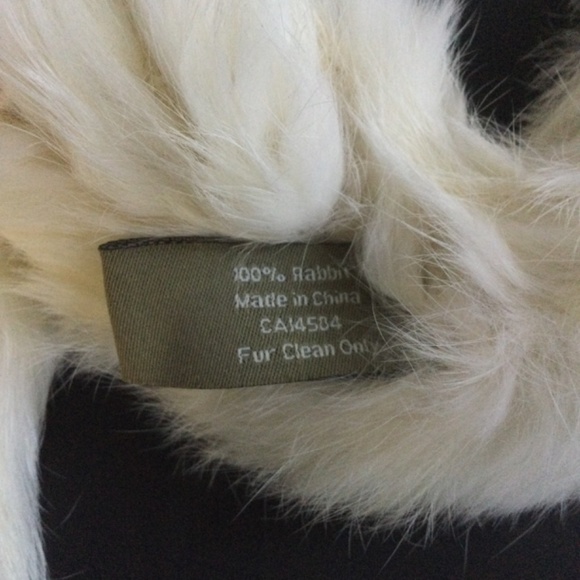 100% Rabbit
Made in China
CA14504
Fur Clean Only